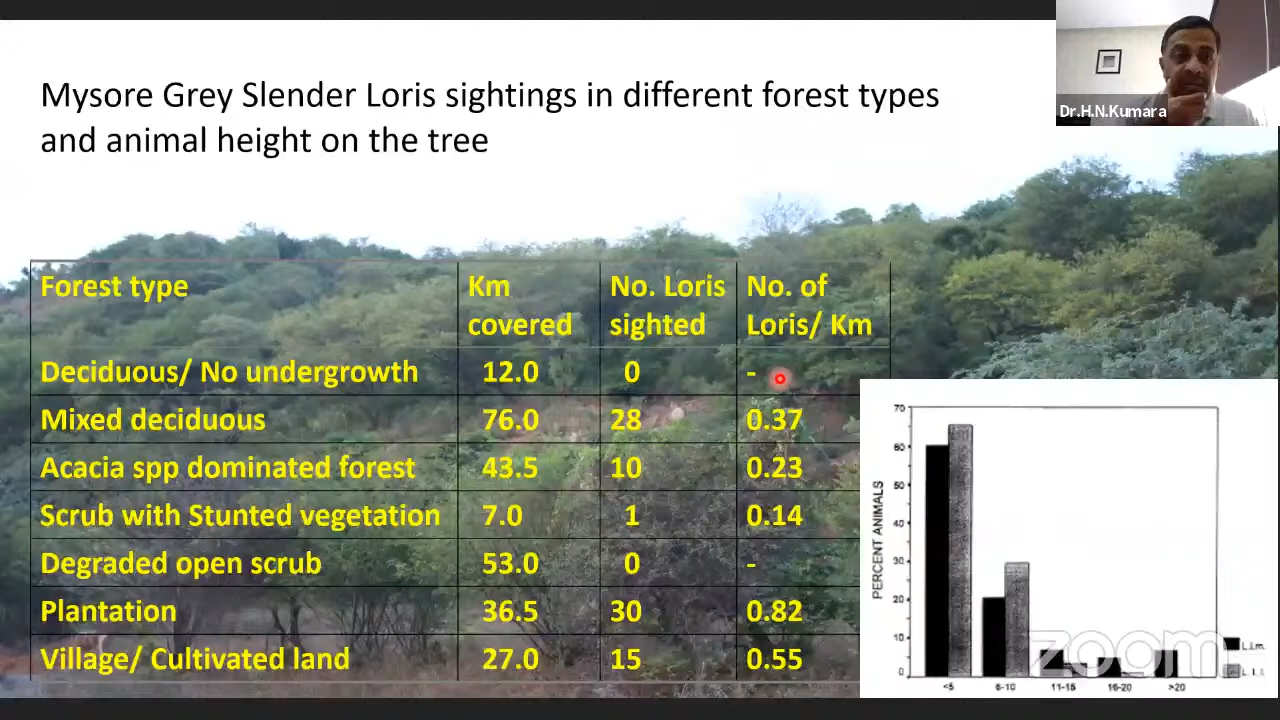 Mysore Grey Slender Loris sightings in different forest types
and animal height on the tree
Dr.H.N.Kumara
Forest type Km covered No. Loris sighted No. of Loris/ Km
Deciduous/ No undergrowth 12.0 0 -
Mixed deciduous 76.0 28 0.37
Acacia spp dominated forest 43.5 10 0.23
Scrub with Stunted vegetation 7.0 1 0.14
Degraded open scrub 53.0 0 -
Plantation 36.5 30 0.82
Village/ Cultivated land 27.0 15 0.55
PERCENT ANIMALS
70
60
50
40
30
20
10
0
<5 6-10 11-15 16-20 >20
L.l.m.
L.l.l.
zoom